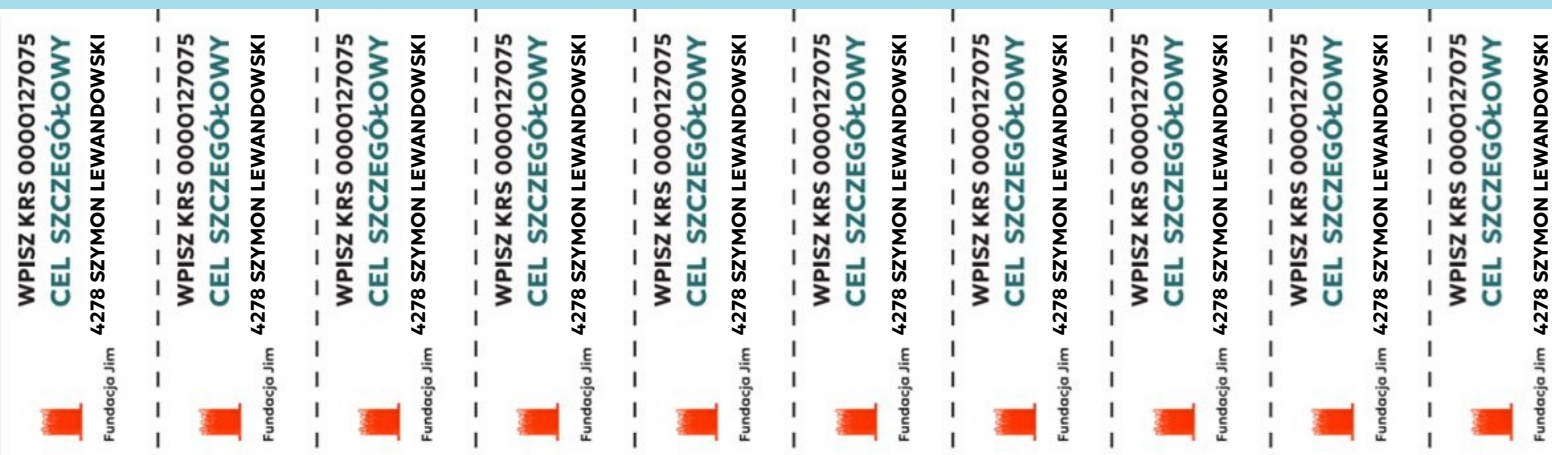 WPISZ KRS 0000127075
CEL SZCZEGÓŁOWY
4278 SZYMON LEWANDOWSKI
Fundacja Jim
WPISZ KRS 0000127075
CEL SZCZEGÓŁOWY
4278 SZYMON LEWANDOWSKI
Fundacja Jim
WPISZ KRS 0000127075
CEL SZCZEGÓŁOWY
4278 SZYMON LEWANDOWSKI
Fundacja Jim
WPISZ KRS 0000127075
CEL SZCZEGÓŁOWY
4278 SZYMON LEWANDOWSKI
Fundacja Jim
WPISZ KRS 0000127075
CEL SZCZEGÓŁOWY
4278 SZYMON LEWANDOWSKI
Fundacja Jim
WPISZ KRS 0000127075
CEL SZCZEGÓŁOWY
4278 SZYMON LEWANDOWSKI
Fundacja Jim
WPISZ KRS 0000127075
CEL SZCZEGÓŁOWY
4278 SZYMON LEWANDOWSKI
Fundacja Jim
WPISZ KRS 0000127075
CEL SZCZEGÓŁOWY
4278 SZYMON LEWANDOWSKI
Fundacja Jim
WPISZ KRS 0000127075
CEL SZCZEGÓŁOWY
4278 SZYMON LEWANDOWSKI
Fundacja Jim
WPISZ KRS 0000127075
CEL SZCZEGÓŁOWY
4278 SZYMON LEWANDOWSKI
Fundacja Jim